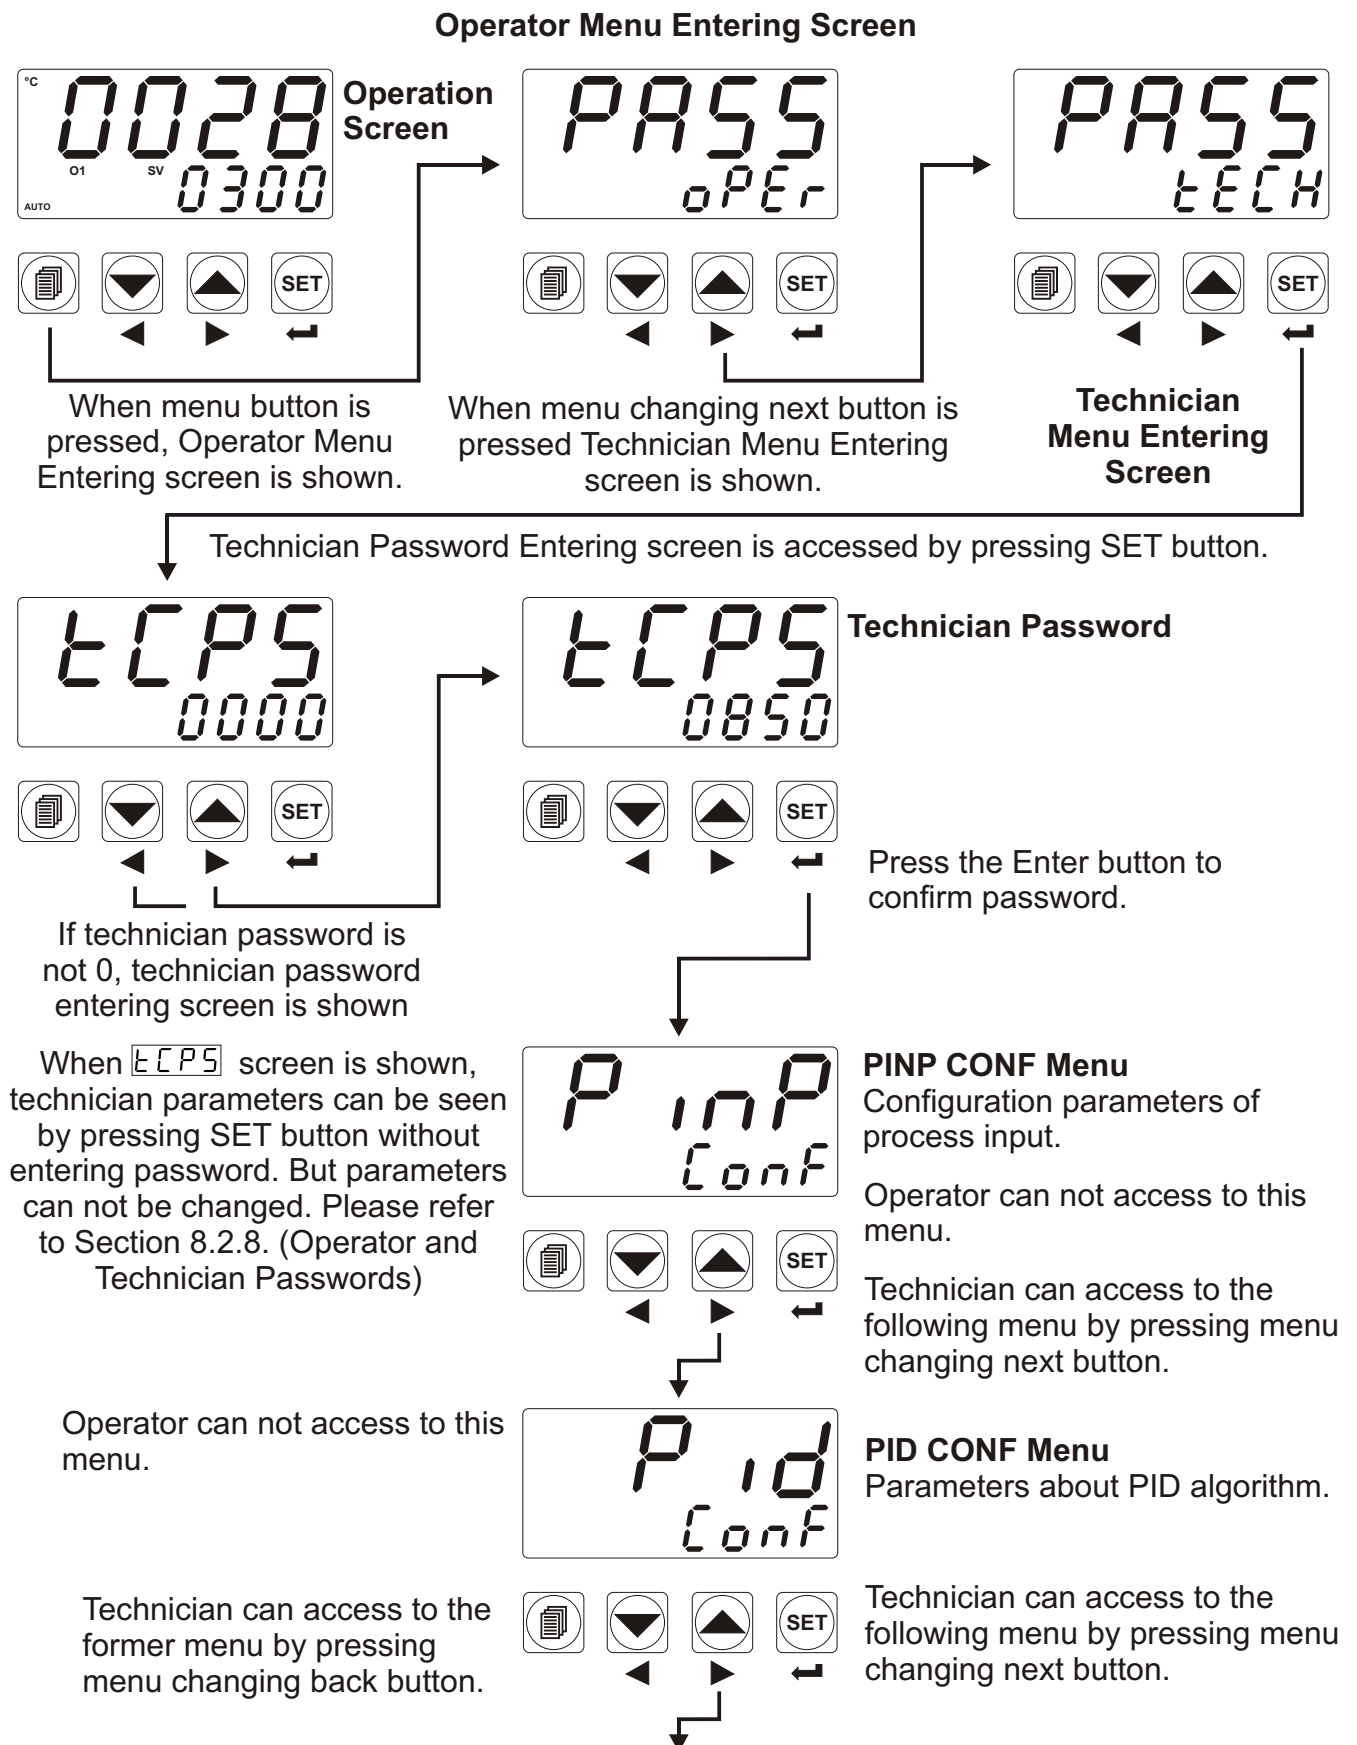 Operator Menu Entering Screen
°C
0028
O1
SV
0300
AUTO
Operation
Screen
PASS
oPEr
PASS
tECH
SET
SET
SET
When menu button is
pressed, Operator Menu
Entering screen is shown.
When menu changing next button is
pressed Technician Menu Entering
screen is shown.
Technician
Menu Entering
Screen
Technician Password Entering screen is accessed by pressing SET button.
tCPS
0000
tCPS
0850
Technician Password
SET
SET
Press the Enter button to
confirm password.
If technician password is
not 0, technician password
entering screen is shown
When tCPS screen is shown,
technician parameters can be seen
by pressing SET button without
entering password. But parameters
can not be changed. Please refer
to Section 8.2.8. (Operator and
Technician Passwords)
P inP
ConF
SET
PINP CONF Menu
Configuration parameters of
process input.
Operator can not access to this
menu.
Technician can access to the
following menu by pressing menu
changing next button.
Operator can not access to this
menu.
P id
ConF
PID CONF Menu
Parameters about PID algorithm.
Technician can access to the
former menu by pressing
menu changing back button.
SET
Technician can access to the
following menu by pressing menu
changing next button.